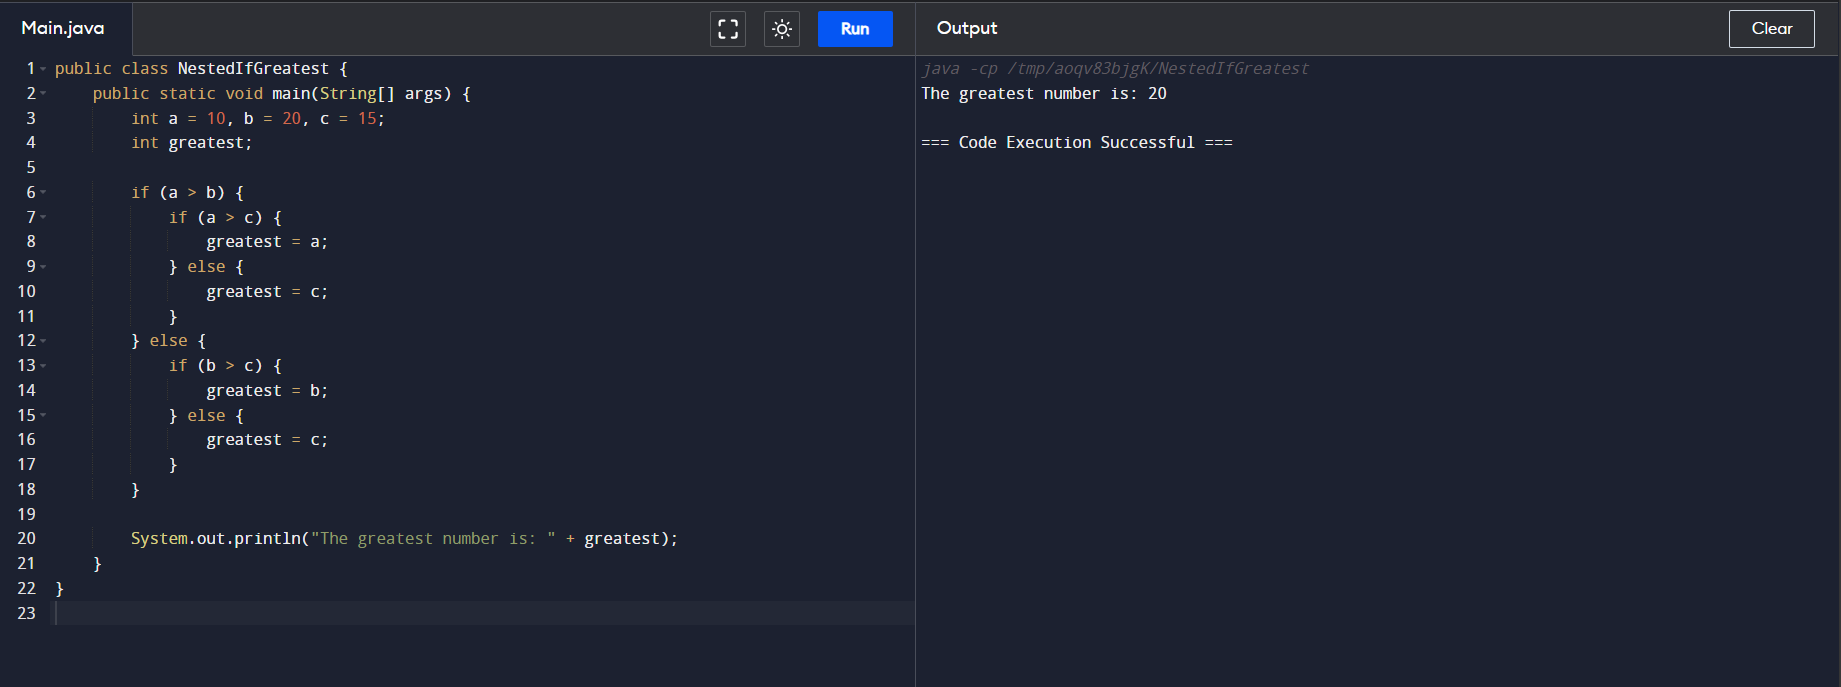 Main.java
Run
1 public class NestedIfGreatest {
2     public static void main(String[] args) {
3         int a = 10, b = 20, c = 15;
4         int greatest;
5
6         if (a > b) {
7             if (a > c) {
8                 greatest = a;
9             } else {
10                 greatest = c;
11             }
12         } else {
13             if (b > c) {
14                 greatest = b;
15             } else {
16                 greatest = c;
17             }
18         }
19
20         System.out.println("The greatest number is: " + greatest);
21     }
22 }
23
Output
Clear
java -cp /tmp/aoqv83bjgK/NestedIfGreatest
The greatest number is: 20
=== Code Execution Successful ===